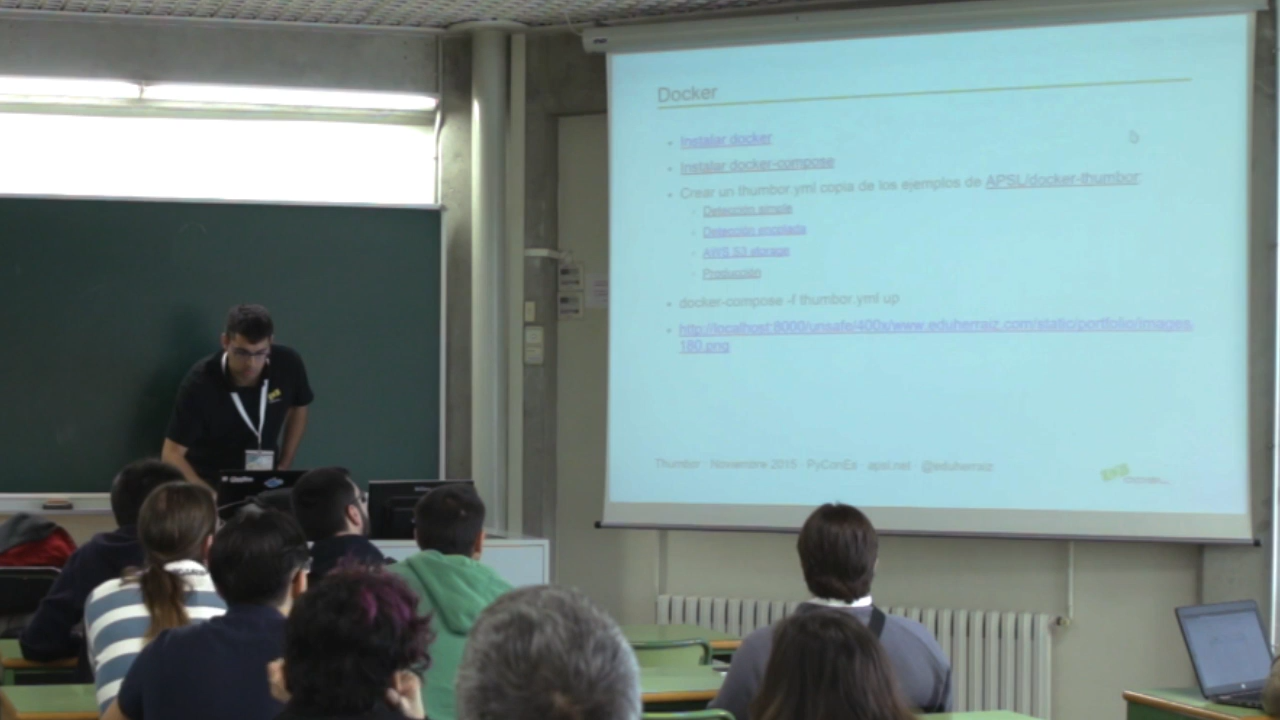 Docker
Instalar docker
Instalar docker-compose
Crear un thumbor.yml copia de los ejemplos de APSL/docker-thumbor
Detección simple
Detección encolada
AWS S3 storage
Producción
docker-compose -f thumbor.yml up
http://localhost:8000/unsafe/400x/www.eduherraiz.com/static/portfolio/images.
180.png
Thumbor · Noviembre 2015 · PyConEs · apsl.net · @eduherraiz